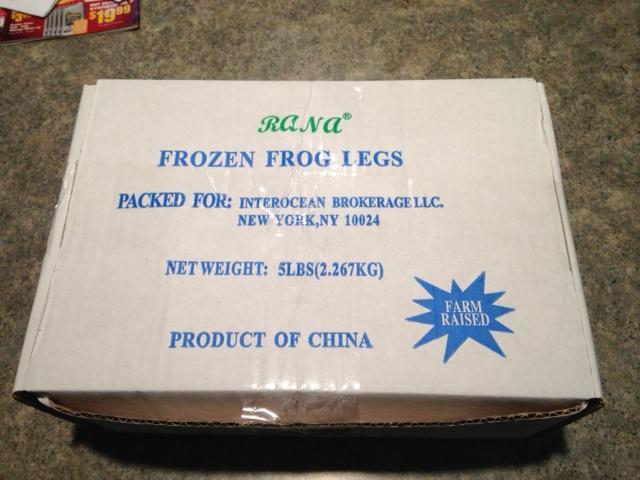 $19.99
RANA®
FROZEN FROG LEGS
PACKED FOR: INTEROCEAN BROKERAGE LLC.
NEW YORK,NY 10024
NET WEIGHT: 5LBS(2.267KG)
FARM
RAISED
PRODUCT OF CHINA